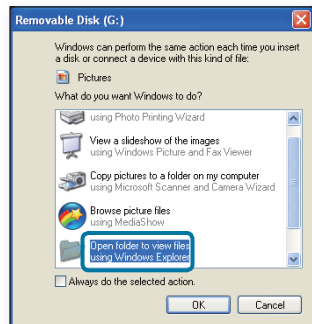 Removable Disk (G:)
Windows can perform the same action each time you insert
a disk or connect a device with this kind of file:
Pictures
What do you want Windows to do?
using Photo Printing Wizard
View a slideshow of the images
using Windows Picture and Fax Viewer
Copy pictures to a folder on my computer
using Microsoft Scanner and Camera Wizard
Browse picture files
using MediaShow
Open folder to view files
using Windows Explorer
Always do the selected action.
OK
Cancel